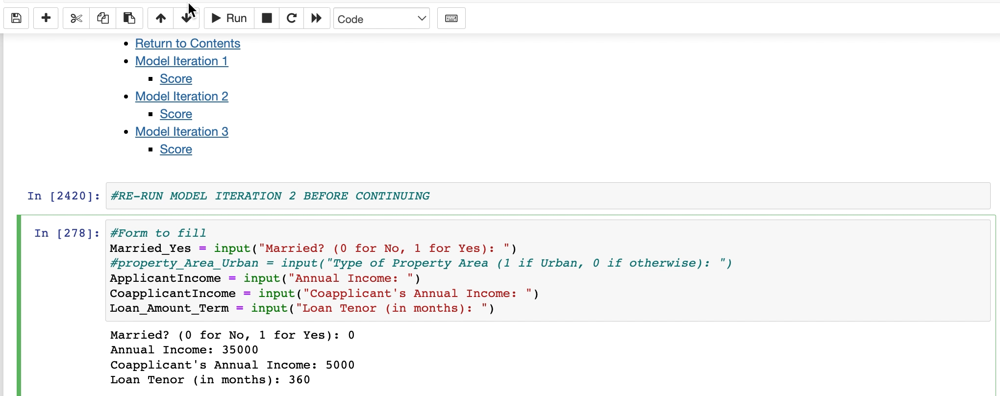 Run
Code
Return to Contents
Model Iteration 1
Score
Model Iteration 2
Score
Model Iteration 3
Score
In [2420]: #RE-RUN MODEL ITERATION 2 BEFORE CONTINUING
In [278]: #Form to fill
Married_Yes = input("Married? (0 for No, 1 for Yes): ")
#property_Area_Urban = input("Type of Property Area (1 if Urban, 0 if otherwise): ")
ApplicantIncome = input("Annual Income: ")
CoapplicantIncome = input("Coapplicant's Annual Income: ")
Loan_Amount_Term = input("Loan Tenor (in months): ")
Married? (0 for No, 1 for Yes): 0
Annual Income: 35000
Coapplicant's Annual Income: 5000
Loan Tenor (in months): 360